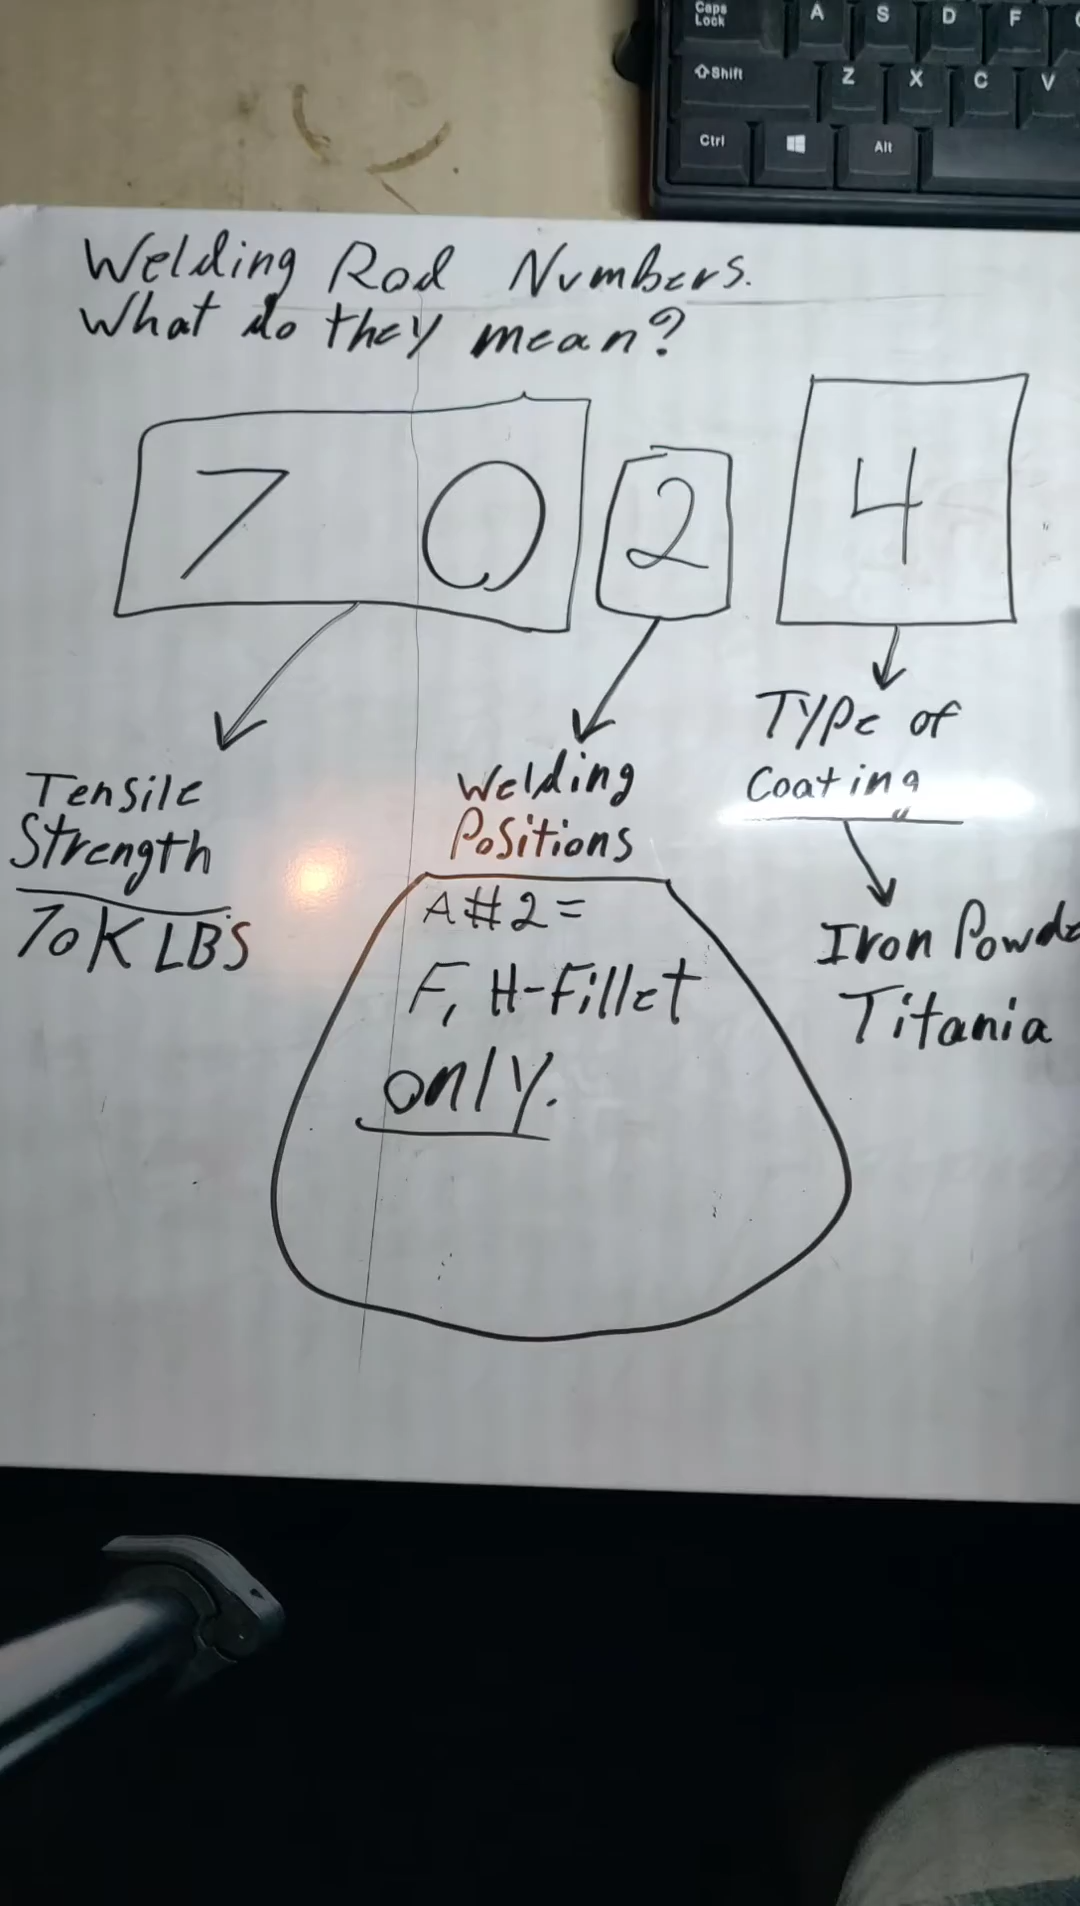 Caps Lock
A
S
D
F
Shift
Z
X
C
V
Ctrl
Alt
Welding Rod Numbers.
What do they mean?
7 0 2 4
Tensile
Strength
70K LBS
Welding
Positions
A#2=
F, H-Fillet
only.
Type of
Coating
Iron Powde
Titania